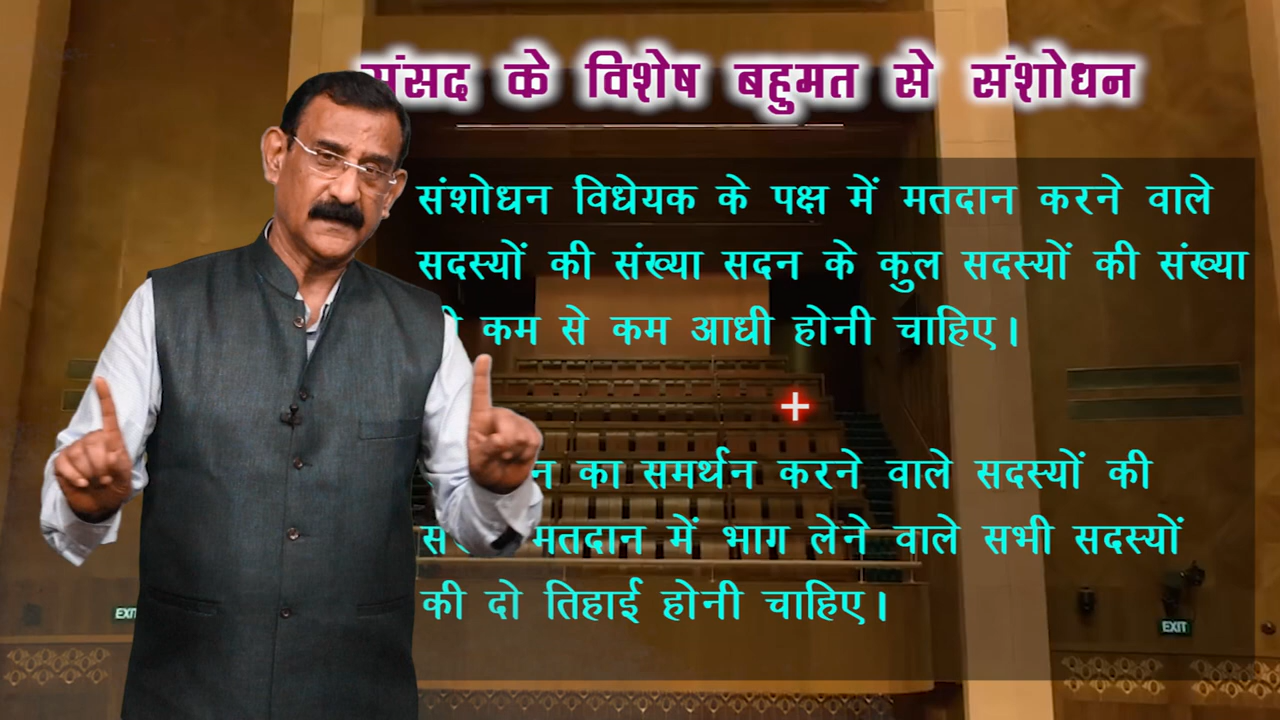 संसद के विशेष बहुमत से संशोधन
संशोधन विधेयक के पक्ष में मतदान करने वाले
सदस्यों की संख्या सदन के कुल सदस्यों की संख्या
कम से कम आधी होनी चाहिए।
+
का समर्थन करने वाले सदस्यों की
मतदान में भाग लेने वाले सभी सदस्यों
की दो तिहाई होनी चाहिए।
EXIT
EXIT